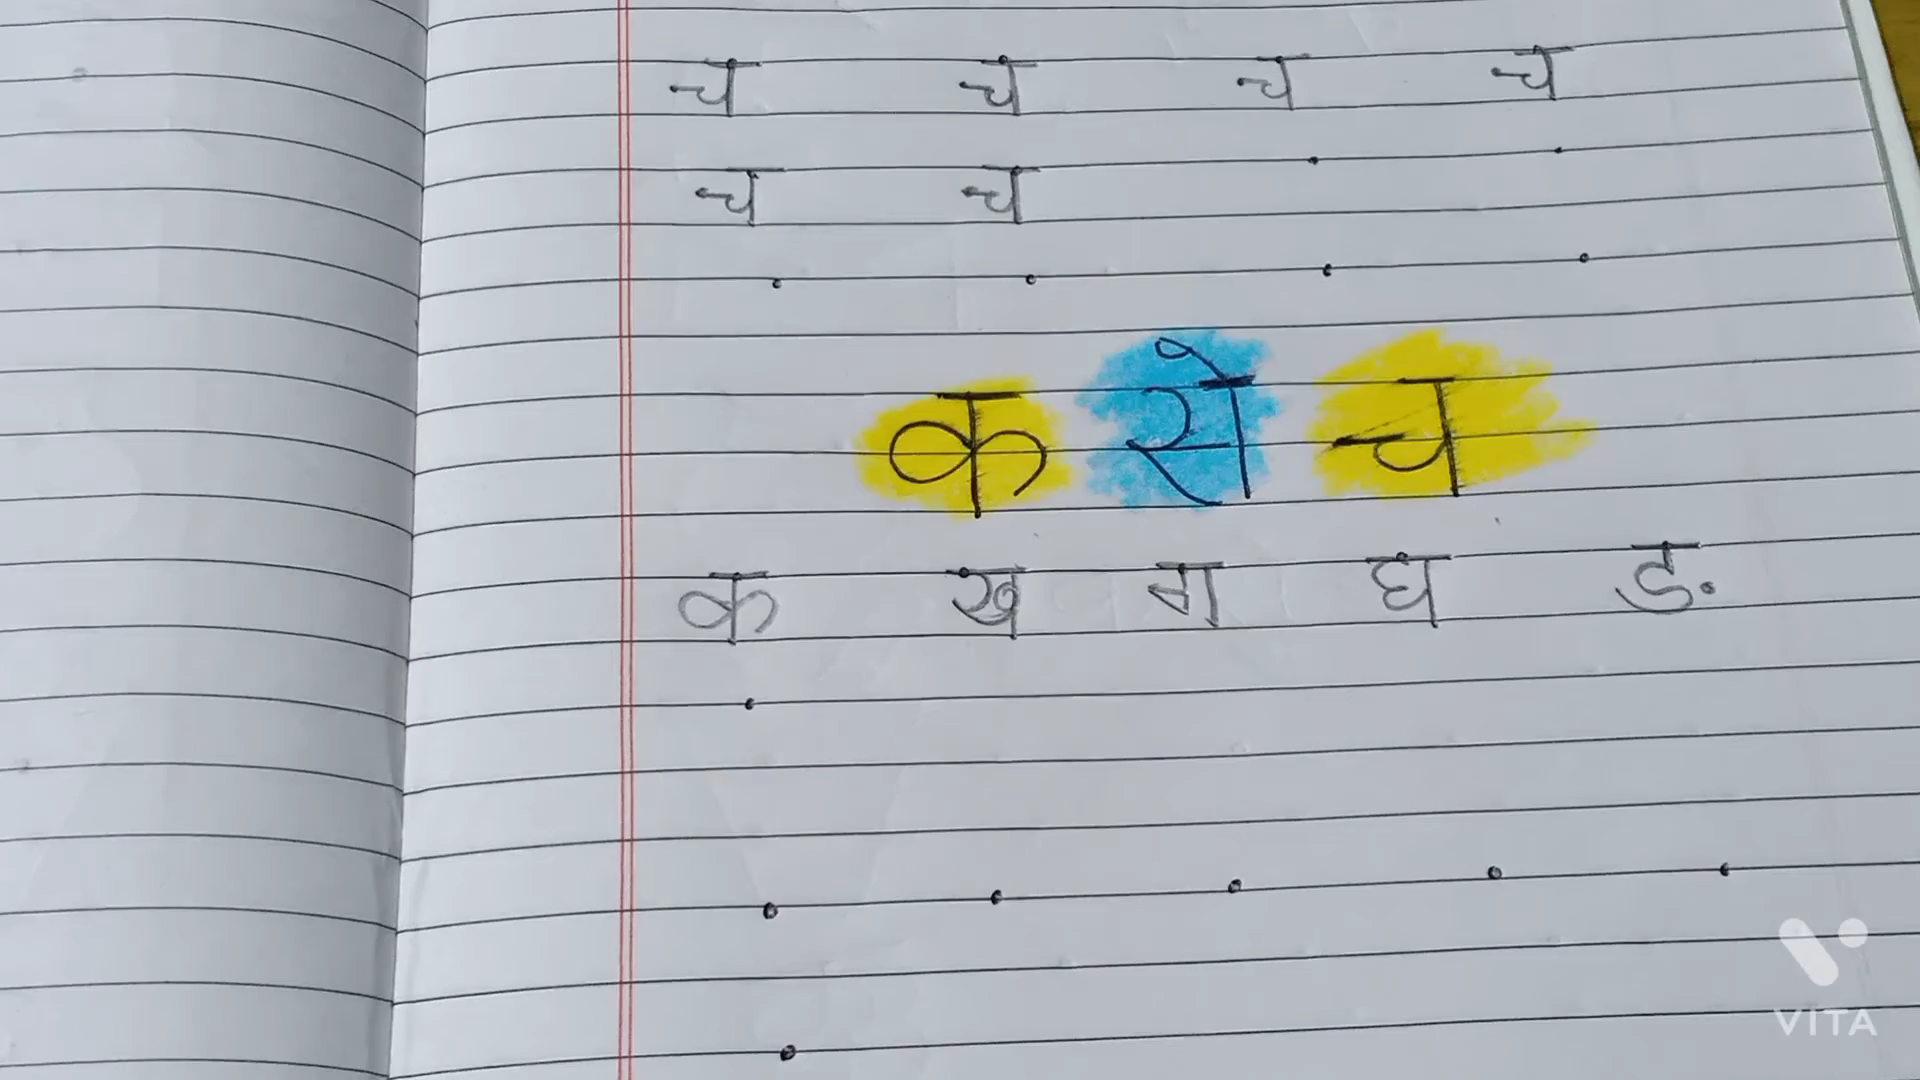 च च च च
च च
क से च
क ख ग घ ङ
VITA